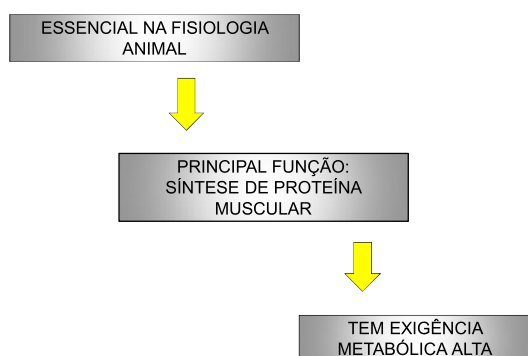 ESSENCIAL NA FISIOLOGIA
ANIMAL
PRINCIPAL FUNÇÃO:
SÍNTESE DE PROTEÍNA
MUSCULAR
TEM EXIGÊNCIA
METABÓLICA ALTA